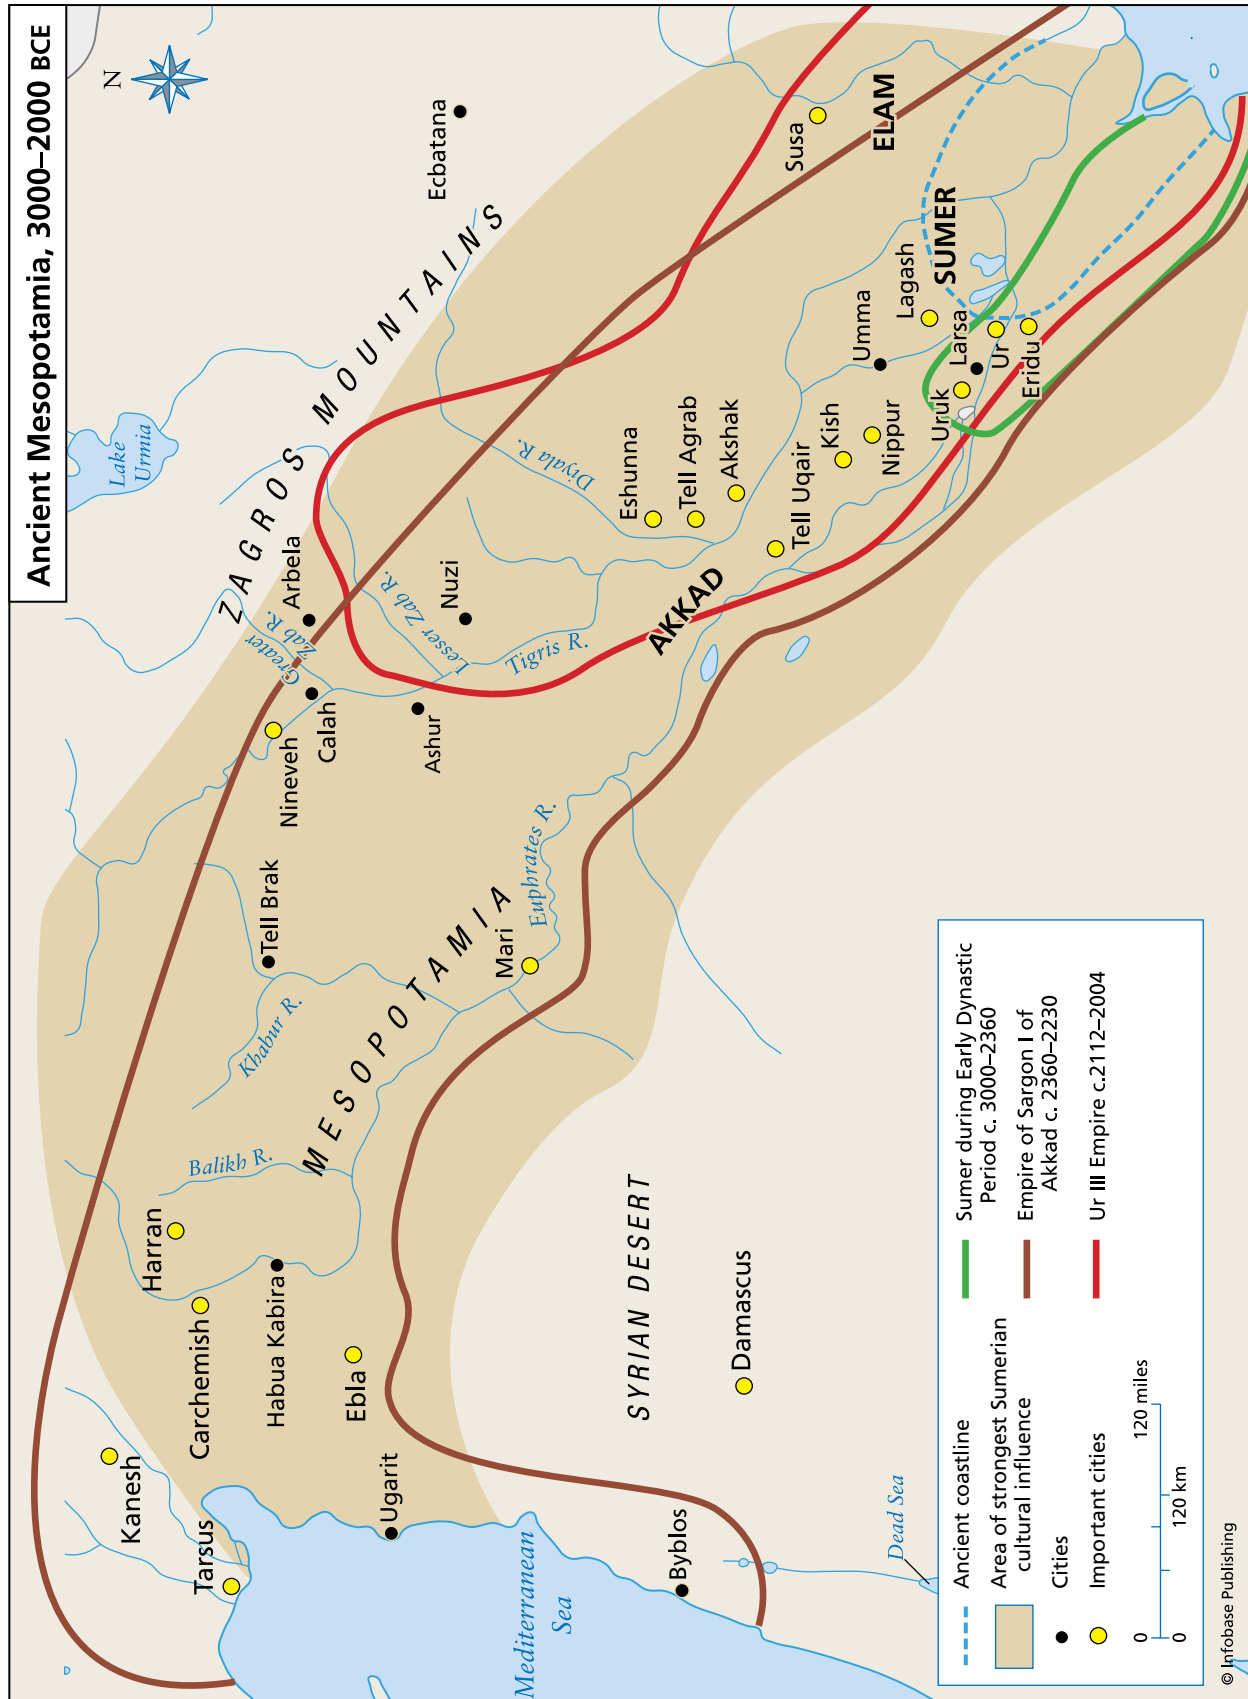 Ancient Mesopotamia, 3000–2000 BCE
N
Lake
Urmia
ZAGROS MOUNTAINS
Ecbatana
Kanesh
Tarsus
Carchemish
Harran
Habua Kabira
Ebla
Ugarit
Balikh R.
Khabur R.
Tell Brak
MESOPOTAMIA
Mari
Euphrates R.
Nineveh
Calah
Greater
Zab R.
Arbela
Ashur
Lesser Zab R.
Nuzi
Tigris R.
Diyala R.
AKKAD
Eshunna
Tell Agrab
Akshak
Tell Uqair
Kish
Nippur
Umma
Uruk
Larsa
Lagash
Ur
Eridu
SUMER
Susa
ELAM
SYRIAN DESERT
Damascus
Byblos
Mediterranean
Sea
Dead Sea
Ancient coastline
Area of strongest Sumerian
cultural influence
Cities
Important cities
Sumer during Early Dynastic
Period c. 3000–2360
Empire of Sargon I of
Akkad c. 2360–2230
Ur III Empire c.2112–2004
0 120 miles
0 120 km
© Infobase Publishing